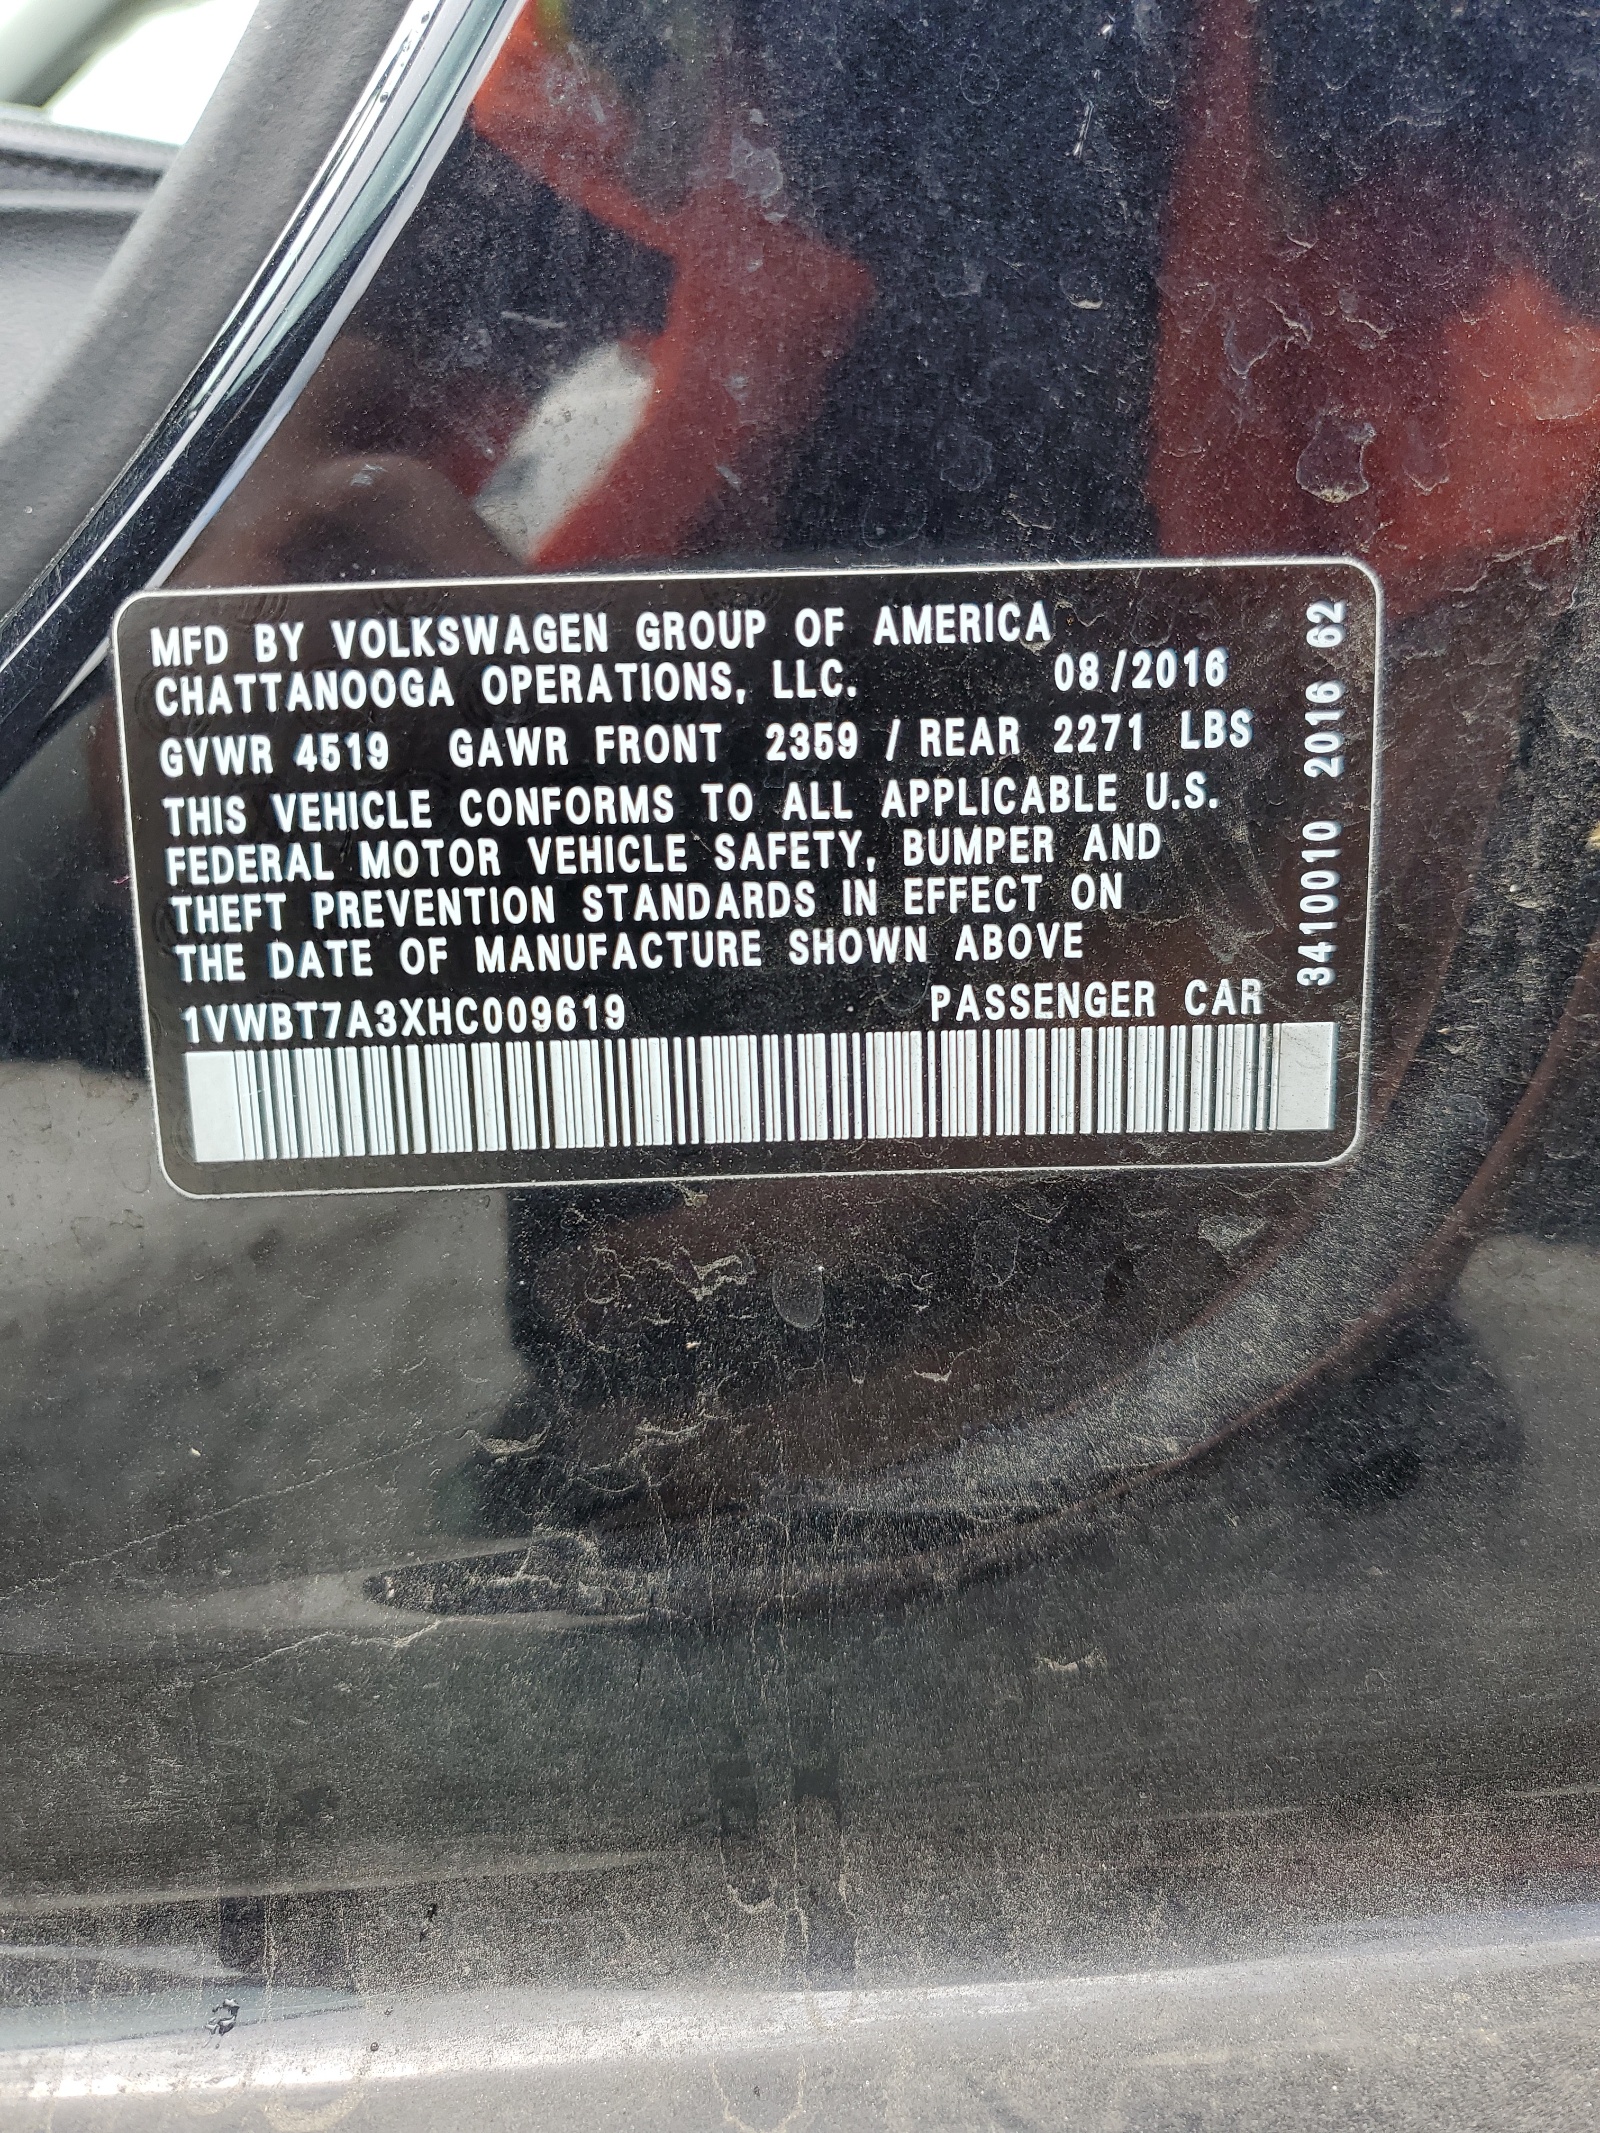 MFD BY VOLKSWAGEN GROUP OF AMERICA
CHATTANOOGA OPERATIONS, LLC. 08/2016
GVWR 4519 GAWR FRONT 2359 / REAR 2271 LBS
THIS VEHICLE CONFORMS TO ALL APPLICABLE U.S.
FEDERAL MOTOR VEHICLE SAFETY, BUMPER AND
THEFT PREVENTION STANDARDS IN EFFECT ON
THE DATE OF MANUFACTURE SHOWN ABOVE
1VWBT7A3XHC009619 PASSENGER CAR
3410010 2016 62